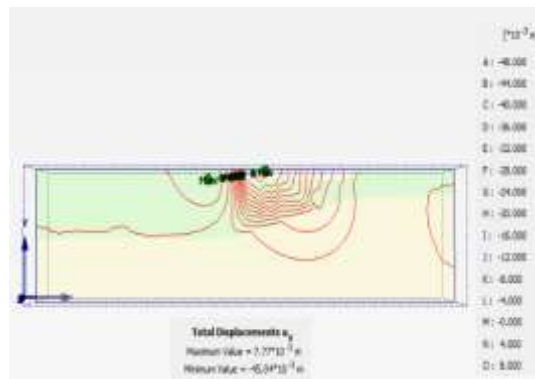 [*10⁻³ m
A : -48.000
B : -44.000
C : -40.000
D : -36.000
E : -32.000
F : -28.000
G : -24.000
H : -20.000
I : -16.000
J : -12.000
K : -8.000
L : -4.000
M : -0.000
N : 4.000
O : 8.000
Y
Total Displacements uₓ
Maximum Value = 7.77*10⁻³ m
Minimum Value = -45.04*10⁻³ m